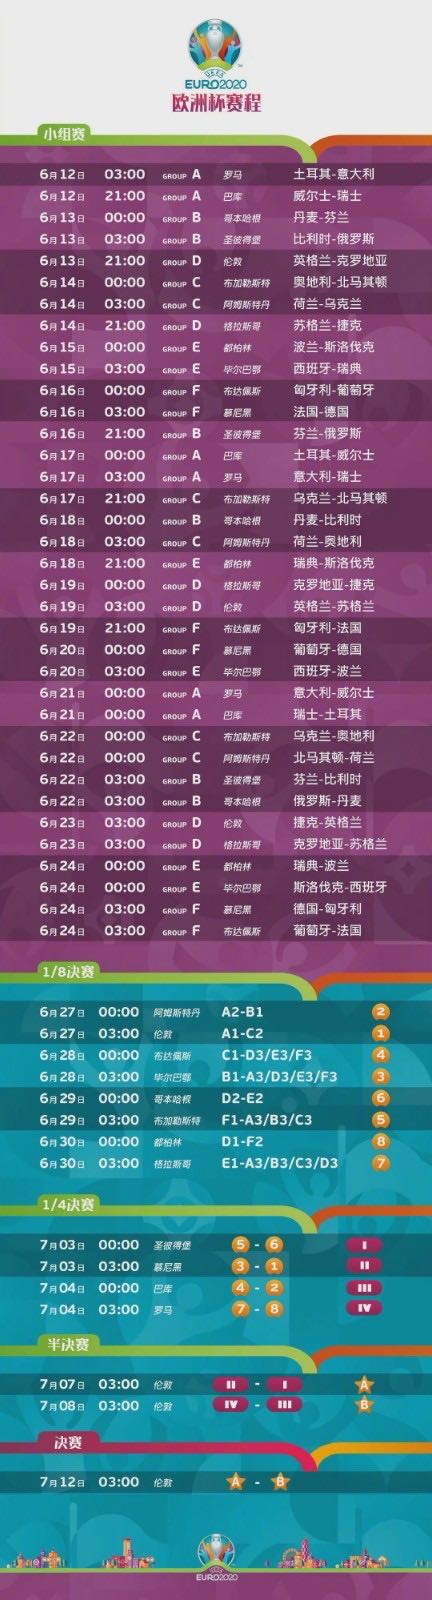 UEFA
EURO2020
欧洲杯赛程
小组赛
6月12日 03:00 GROUP A 罗马 土耳其-意大利
6月12日 21:00 GROUP A 巴库 威尔士-瑞士
6月13日 00:00 GROUP B 哥本哈根 丹麦-芬兰
6月13日 03:00 GROUP B 圣彼得堡 比利时-俄罗斯
6月13日 21:00 GROUP D 伦敦 英格兰-克罗地亚
6月14日 00:00 GROUP C 布加勒斯特 奥地利-北马其顿
6月14日 03:00 GROUP C 阿姆斯特丹 荷兰-乌克兰
6月14日 21:00 GROUP D 格拉斯哥 苏格兰-捷克
6月15日 00:00 GROUP E 都柏林 波兰-斯洛伐克
6月15日 03:00 GROUP E 毕尔巴鄂 西班牙-瑞典
6月16日 00:00 GROUP F 布达佩斯 匈牙利-葡萄牙
6月16日 03:00 GROUP F 慕尼黑 法国-德国
6月16日 21:00 GROUP B 圣彼得堡 芬兰-俄罗斯
6月17日 00:00 GROUP A 巴库 土耳其-威尔士
6月17日 03:00 GROUP A 罗马 意大利-瑞士
6月17日 21:00 GROUP C 布加勒斯特 乌克兰-北马其顿
6月18日 00:00 GROUP B 哥本哈根 丹麦-比利时
6月18日 03:00 GROUP C 阿姆斯特丹 荷兰-奥地利
6月18日 21:00 GROUP E 都柏林 瑞典-斯洛伐克
6月19日 00:00 GROUP D 格拉斯哥 克罗地亚-捷克
6月19日 03:00 GROUP D 伦敦 英格兰-苏格兰
6月19日 21:00 GROUP F 布达佩斯 匈牙利-法国
6月20日 00:00 GROUP F 慕尼黑 葡萄牙-德国
6月20日 03:00 GROUP E 毕尔巴鄂 西班牙-波兰
6月21日 00:00 GROUP A 罗马 意大利-威尔士
6月21日 00:00 GROUP A 巴库 瑞士-土耳其
6月22日 00:00 GROUP C 布加勒斯特 乌克兰-奥地利
6月22日 00:00 GROUP C 阿姆斯特丹 北马其顿-荷兰
6月22日 03:00 GROUP B 圣彼得堡 芬兰-比利时
6月22日 03:00 GROUP B 哥本哈根 俄罗斯-丹麦
6月23日 03:00 GROUP D 伦敦 捷克-英格兰
6月23日 03:00 GROUP D 格拉斯哥 克罗地亚-苏格兰
6月24日 00:00 GROUP E 都柏林 瑞典-波兰
6月24日 00:00 GROUP E 毕尔巴鄂 斯洛伐克-西班牙
6月24日 03:00 GROUP F 慕尼黑 德国-匈牙利
6月24日 03:00 GROUP F 布达佩斯 葡萄牙-法国
1/8决赛
6月27日 00:00 阿姆斯特丹 A2-B1 2
6月27日 03:00 伦敦 A1-C2 1
6月28日 00:00 布达佩斯 C1-D3/E3/F3 4
6月28日 03:00 毕尔巴鄂 B1-A3/D3/E3/F3 3
6月29日 00:00 哥本哈根 D2-E2 6
6月29日 03:00 布加勒斯特 F1-A3/B3/C3 5
6月30日 00:00 都柏林 D1-F2 8
6月30日 03:00 格拉斯哥 E1-A3/B3/C3/D3 7
1/4决赛
7月03日 00:00 圣彼得堡 5 - 6 I
7月03日 03:00 慕尼黑 3 - 1 II
7月04日 00:00 巴库 4 - 2 III
7月04日 03:00 罗马 7 - 8 IV
半决赛
7月07日 03:00 伦敦 II - I A
7月08日 03:00 伦敦 IV - III B
决赛
7月12日 03:00 伦敦 A - B
UEFA
EURO2020